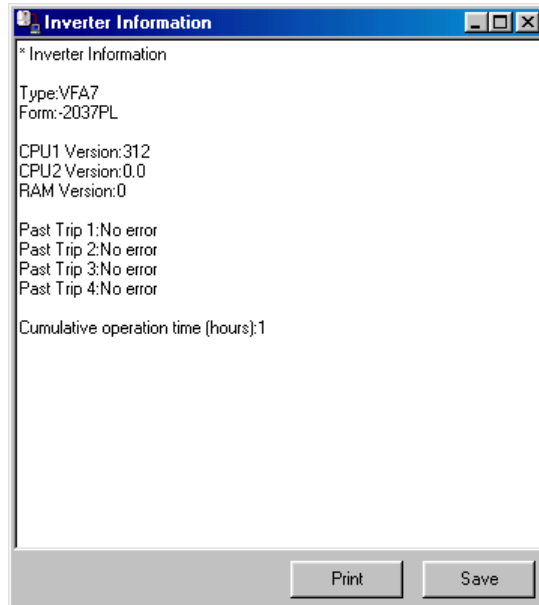 Inverter Information
* Inverter Information
Type:VFA7
Form:-2037PL
CPU1 Version:312
CPU2 Version:0.0
RAM Version:0
Past Trip 1:No error
Past Trip 2:No error
Past Trip 3:No error
Past Trip 4:No error
Cumulative operation time (hours):1
Print
Save